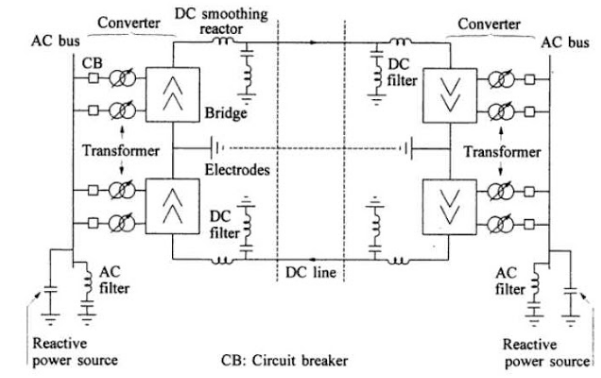 Converter
DC smoothing
reactor
Converter
AC bus
AC bus
CB
DC
filter
Bridge
Transformer
Transformer
Electrodes
DC
filter
DC line
AC
filter
AC
filter
Reactive
power source
Reactive
power source
CB: Circuit breaker